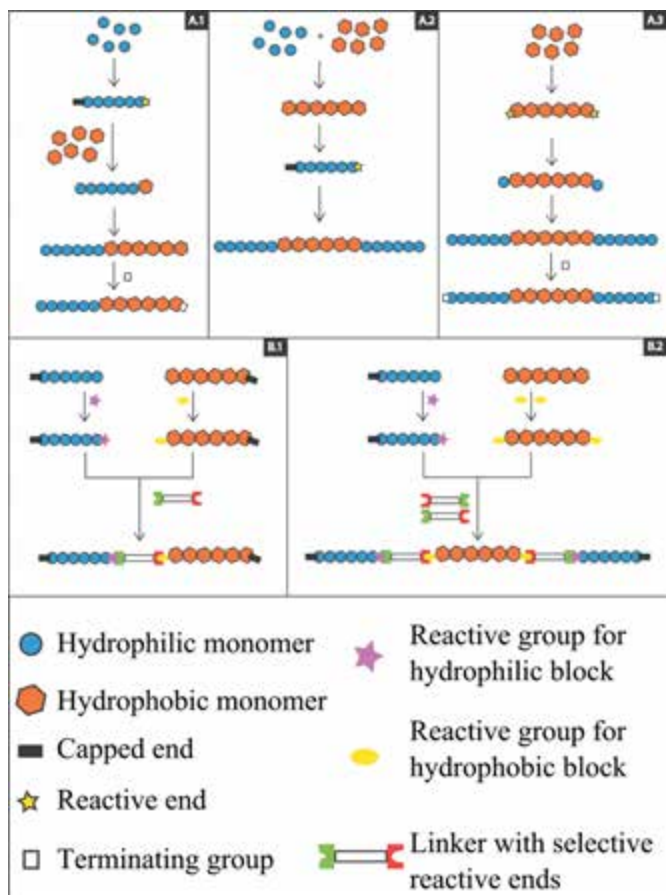 A.1
A.2
A.3
B.1
B.2
Hydrophilic monomer
Hydrophobic monomer
Capped end
Reactive end
Terminating group
Reactive group for
hydrophilic block
Reactive group for
hydrophobic block
Linker with selective
reactive ends